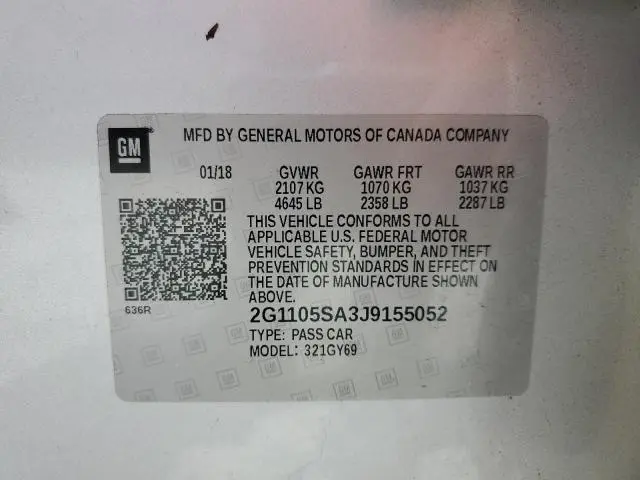 GM
MFD BY GENERAL MOTORS OF CANADA COMPANY
01/18 GVWR GAWR FRT GAWR RR
2107 KG 1070 KG 1037 KG
4645 LB 2358 LB 2287 LB
THIS VEHICLE CONFORMS TO ALL
APPLICABLE U.S. FEDERAL MOTOR
VEHICLE SAFETY, BUMPER, AND THEFT
PREVENTION STANDARDS IN EFFECT ON
THE DATE OF MANUFACTURE SHOWN
ABOVE.
636R
2G1105SA3J9155052
TYPE: PASS CAR
MODEL: 321GY69